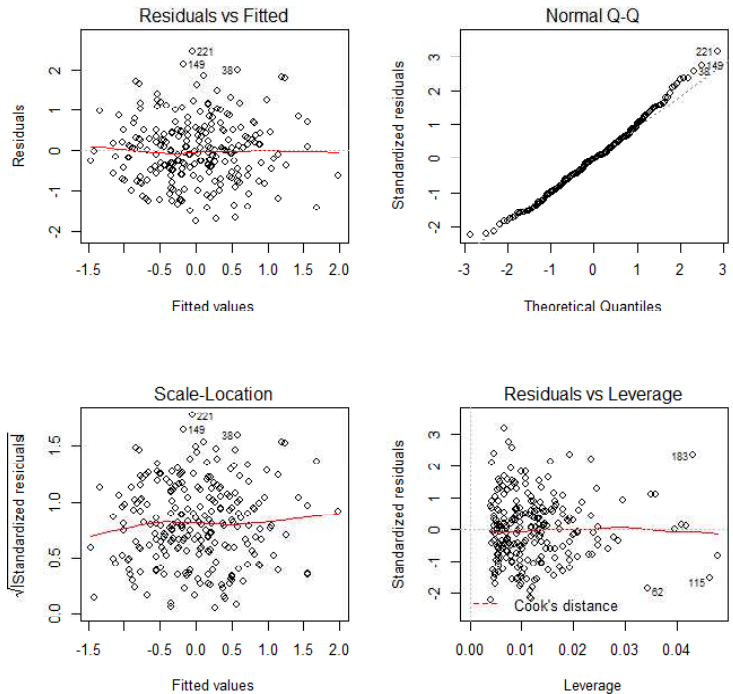 Residuals vs Fitted
Residuals
2
1
0
-1
-2
221
149
38
-1.5 -0.5 0.0 0.5 1.0 1.5 2.0
Fitted values
Normal Q-Q
Standardized residuals
3
2
1
0
-1
-2
221
149
38
-3 -2 -1 0 1 2 3
Theoretical Quantiles
Scale-Location
√|Standardized residuals|
1.5
1.0
0.5
0.0
221
149
38
-1.5 -0.5 0.0 0.5 1.0 1.5 2.0
Fitted values
Residuals vs Leverage
Standardized residuals
3
2
1
0
-1
-2
183
115
62
Cook's distance
0.00 0.01 0.02 0.03 0.04
Leverage